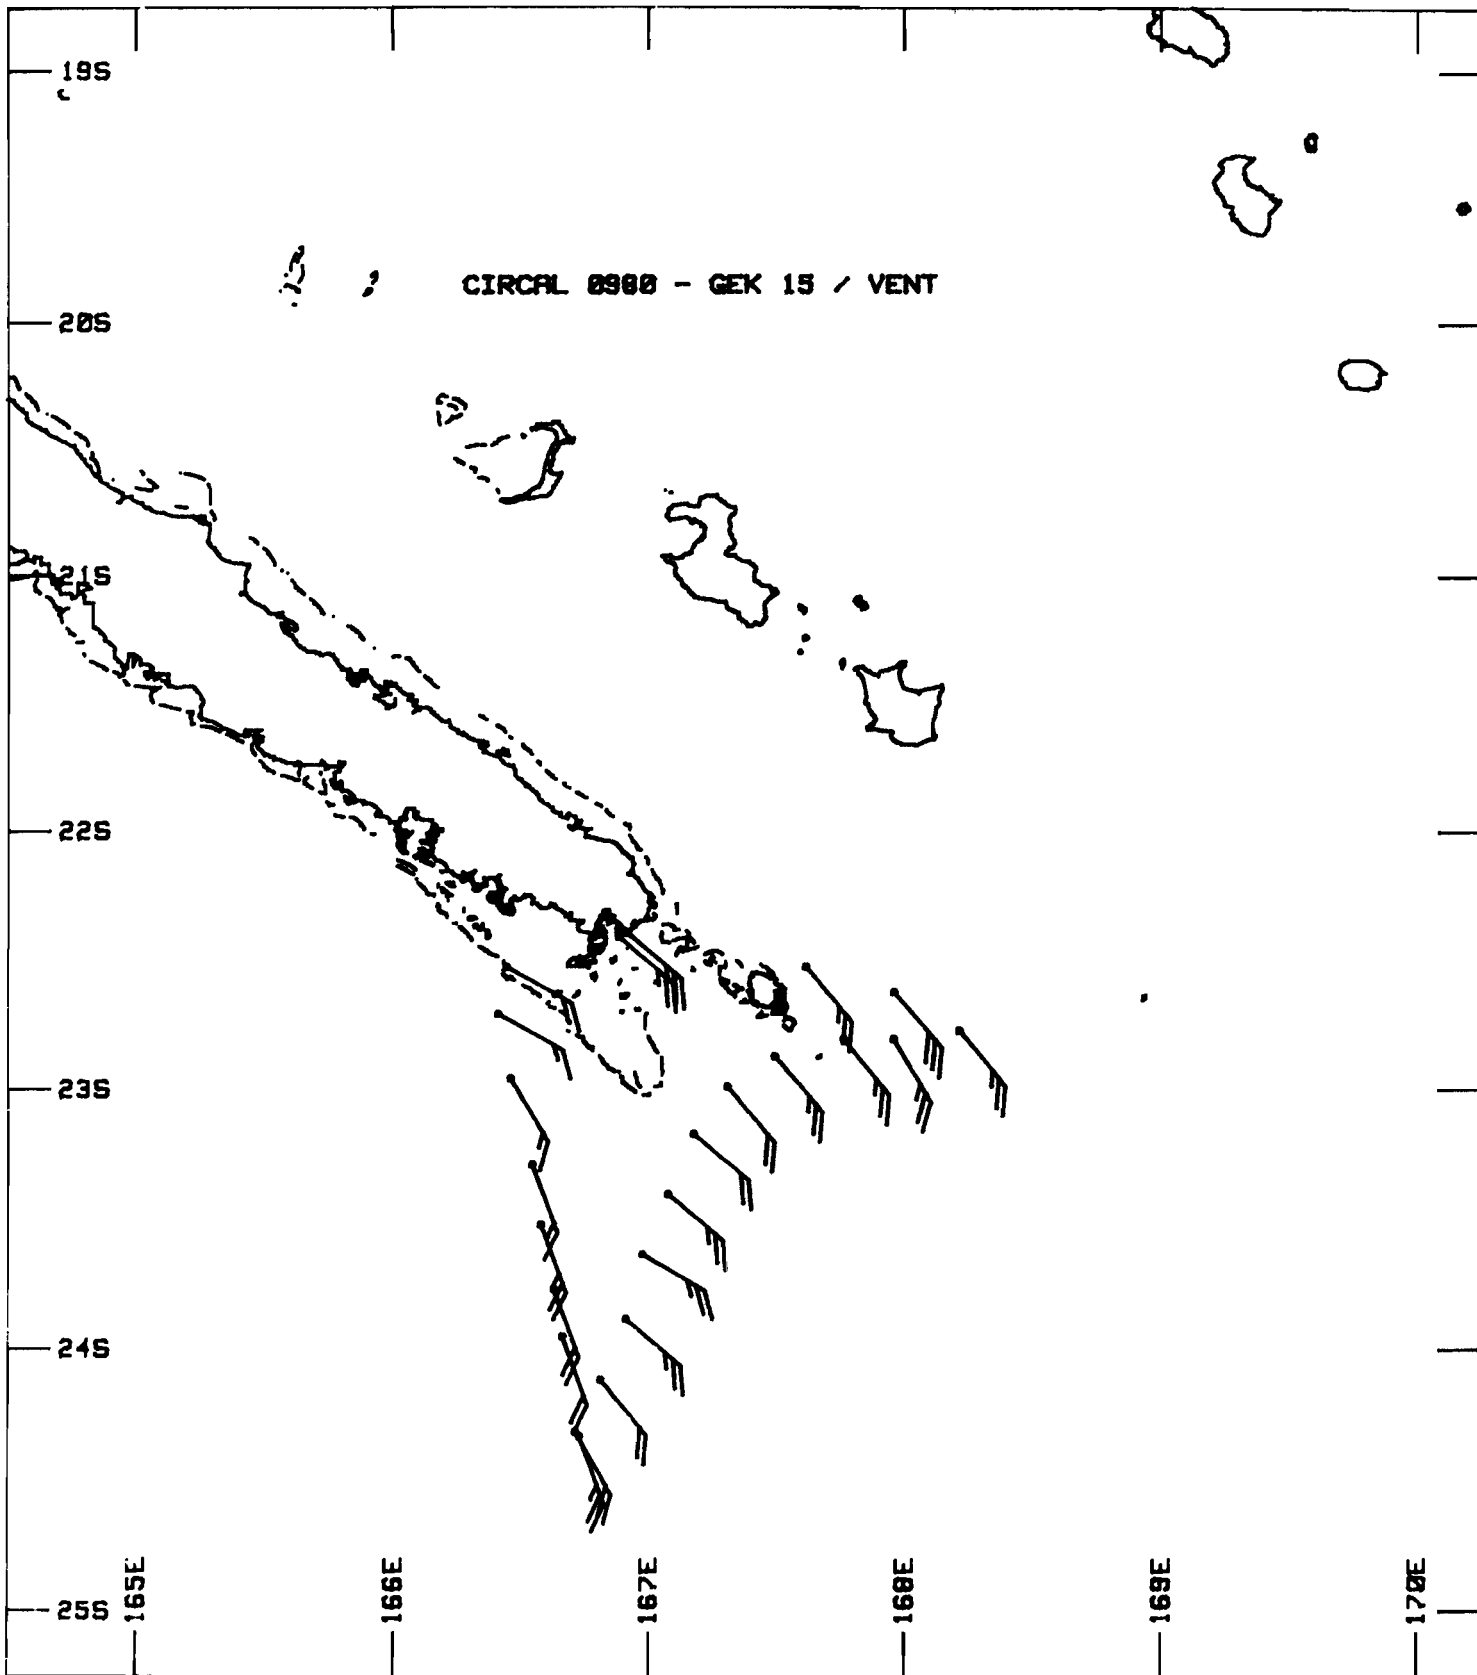 19S
CIRCAL 0980 - GEK 15 / VENT
20S
21S
22S
23S
24S
25S
165E
166E
167E
168E
169E
170E